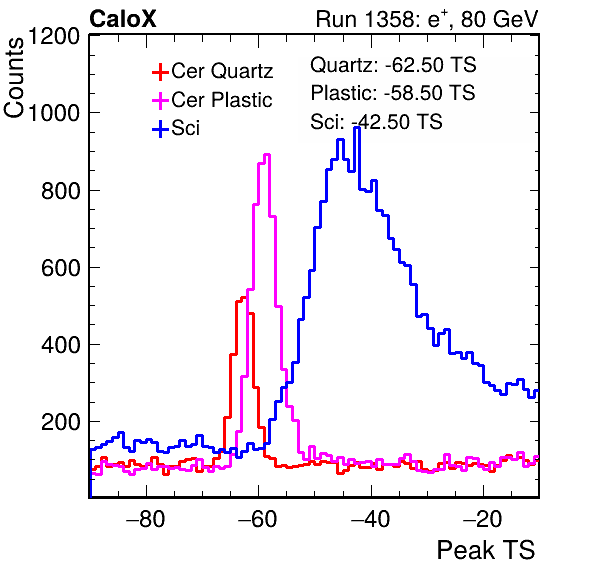 CaloX
Run 1358: e⁺, 80 GeV
Counts
1200
1000
800
600
400
200
Cer Quartz
Cer Plastic
Sci
Quartz: -62.50 TS
Plastic: -58.50 TS
Sci: -42.50 TS
−80
−60
−40
−20
Peak TS